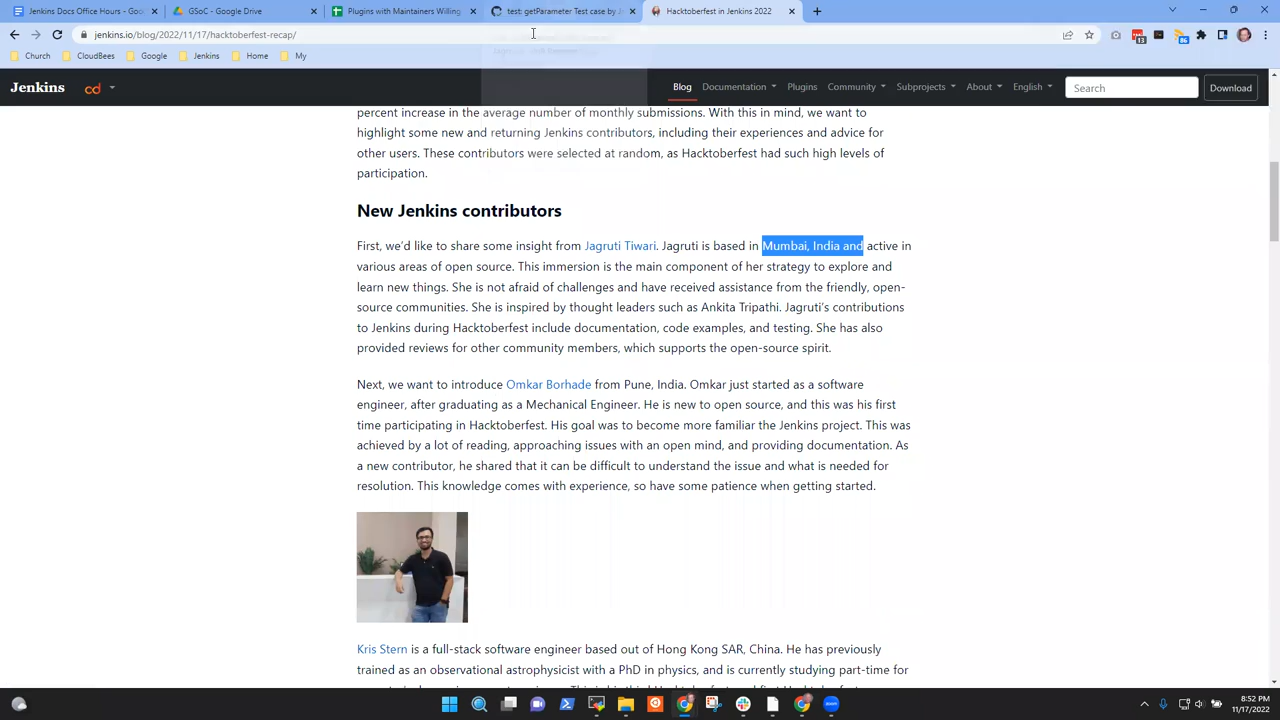 Jenkins Docs Office Hours - Goo
GSoC - Google Drive
Plugins with Maintainers Willing
test: getParameter Test case by Ja
Hacktoberfest in Jenkins 2022
jenkins.io/blog/2022/11/17/hacktoberfest-recap/
13
86
Church
CloudBees
Google
Jenkins
Home
My
Jenkins
cd
Blog
Documentation
Plugins
Community
Subprojects
About
English
Search
Download
percent increase in the average number of monthly submissions. With this in mind, we want to
highlight some new and returning Jenkins contributors, including their experiences and advice for
other users. These contributors were selected at random, as Hacktoberfest had such high levels of
participation.
New Jenkins contributors
First, we'd like to share some insight from Jagruti Tiwari. Jagruti is based in Mumbai, India and active in
various areas of open source. This immersion is the main component of her strategy to explore and
learn new things. She is not afraid of challenges and have received assistance from the friendly, open-
source communities. She is inspired by thought leaders such as Ankita Tripathi. Jagruti's contributions
to Jenkins during Hacktoberfest include documentation, code examples, and testing. She has also
provided reviews for other community members, which supports the open-source spirit.
Next, we want to introduce Omkar Borhade from Pune, India. Omkar just started as a software
engineer, after graduating as a Mechanical Engineer. He is new to open source, and this was his first
time participating in Hacktoberfest. His goal was to become more familiar the Jenkins project. This was
achieved by a lot of reading, approaching issues with an open mind, and providing documentation. As
a new contributor, he shared that it can be difficult to understand the issue and what is needed for
resolution. This knowledge comes with experience, so have some patience when getting started.
Kris Stern is a full-stack software engineer based out of Hong Kong SAR, China. He has previously
trained as an observational astrophysicist with a PhD in physics, and is currently studying part-time for
8:52 PM
11/17/2022